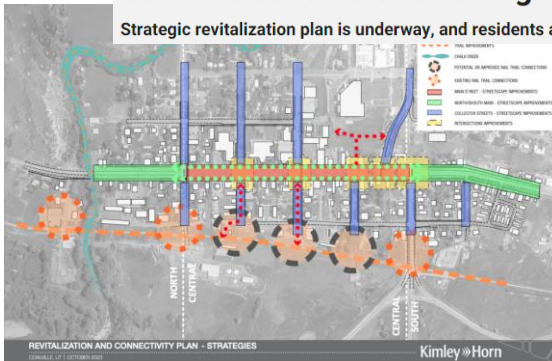 Strategic revitalization plan is underway, and residents a
TRAIL IMPROVEMENTS
CHALK CREEK
POTENTIAL OR IMPROVED RAIL TRAIL CONNECTIONS
EXISTING RAIL TRAIL CONNECTIONS
MAIN STREET - STREETSCAPE IMPROVEMENTS
NORTH/SOUTH MAIN - STREETSCAPE IMPROVEMENTS
COLLECTOR STREETS - STREETSCAPE IMPROVEMENTS
INTERSECTIONS IMPROVEMENTS
NORTH
CENTRAL
CENTRAL
SOUTH
REVITALIZATION AND CONNECTIVITY PLAN - STRATEGIES
COALVILLE, UT | OCTOBER 2023
Kimley»Horn